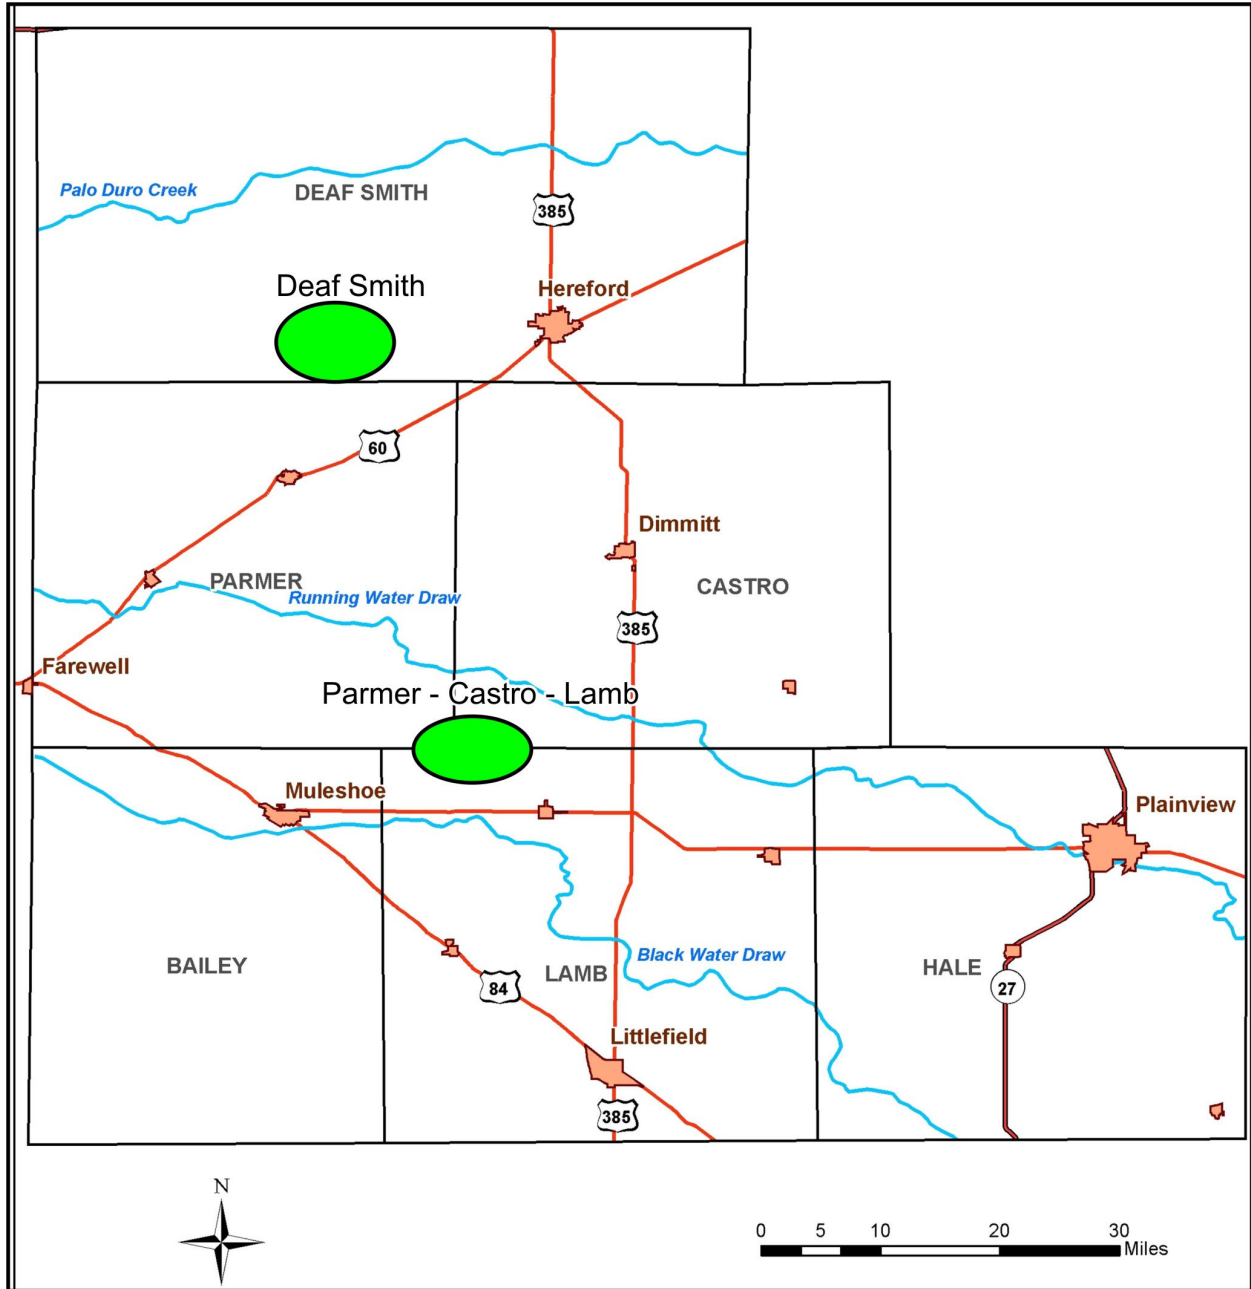 Palo Duro Creek
DEAF SMITH
385
Deaf Smith
Hereford
60
Dimmitt
PARMER
CASTRO
Running Water Draw
385
Farewell
Parmer - Castro - Lamb
Muleshoe
Plainview
BAILEY
LAMB
Black Water Draw
HALE
84
27
Littlefield
385
N
0 5 10 20 30
Miles